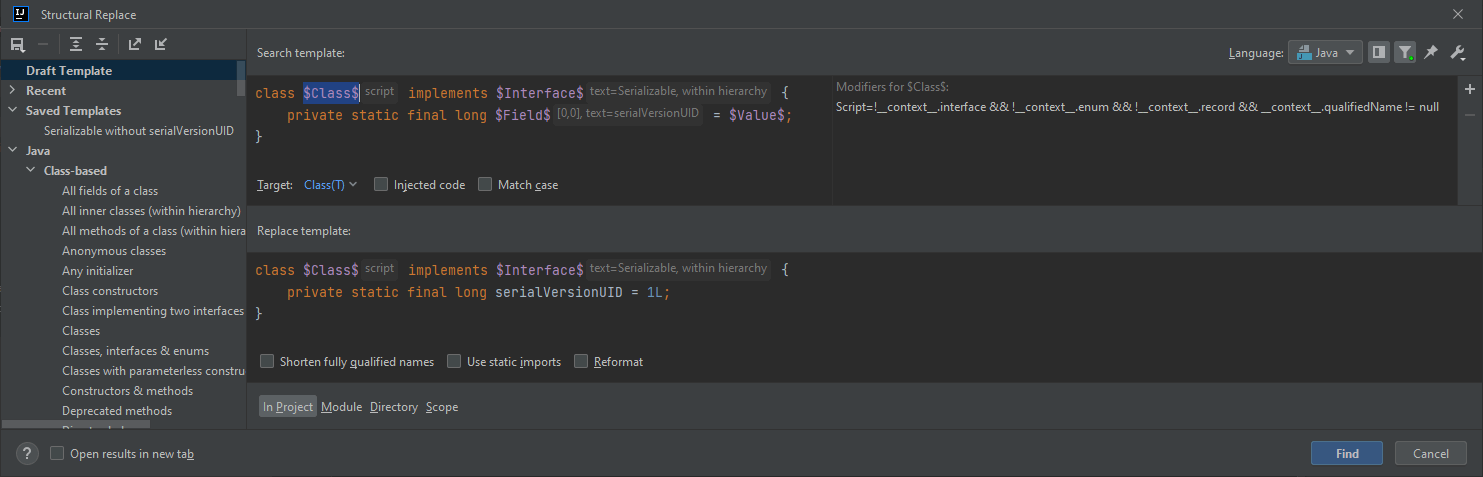 IJ Structural Replace
Search template:
Language: Java
Draft Template
Recent
Saved Templates
Serializable without serialVersionUID
Java
Class-based
All fields of a class
All inner classes (within hierarchy)
All methods of a class (within hiera
Anonymous classes
Any initializer
Class constructors
Class implementing two interfaces
Classes
Classes, interfaces & enums
Classes with parameterless constru
Constructors & methods
Deprecated methods
class $Class$ script implements $Interface$ text=Serializable, within hierarchy {
private static final long $Field$ [0,0], text=serialVersionUID = $Value$;
}
Modifiers for $Class$:
Script=!__context__.interface && !__context__.enum && !__context__.record && __context__.qualifiedName != null
Target: Class(T) Injected code Match case
Replace template:
class $Class$ script implements $Interface$ text=Serializable, within hierarchy {
private static final long serialVersionUID = 1L;
}
Shorten fully qualified names Use static imports Reformat
In Project Module Directory Scope
? Open results in new tab
Find Cancel